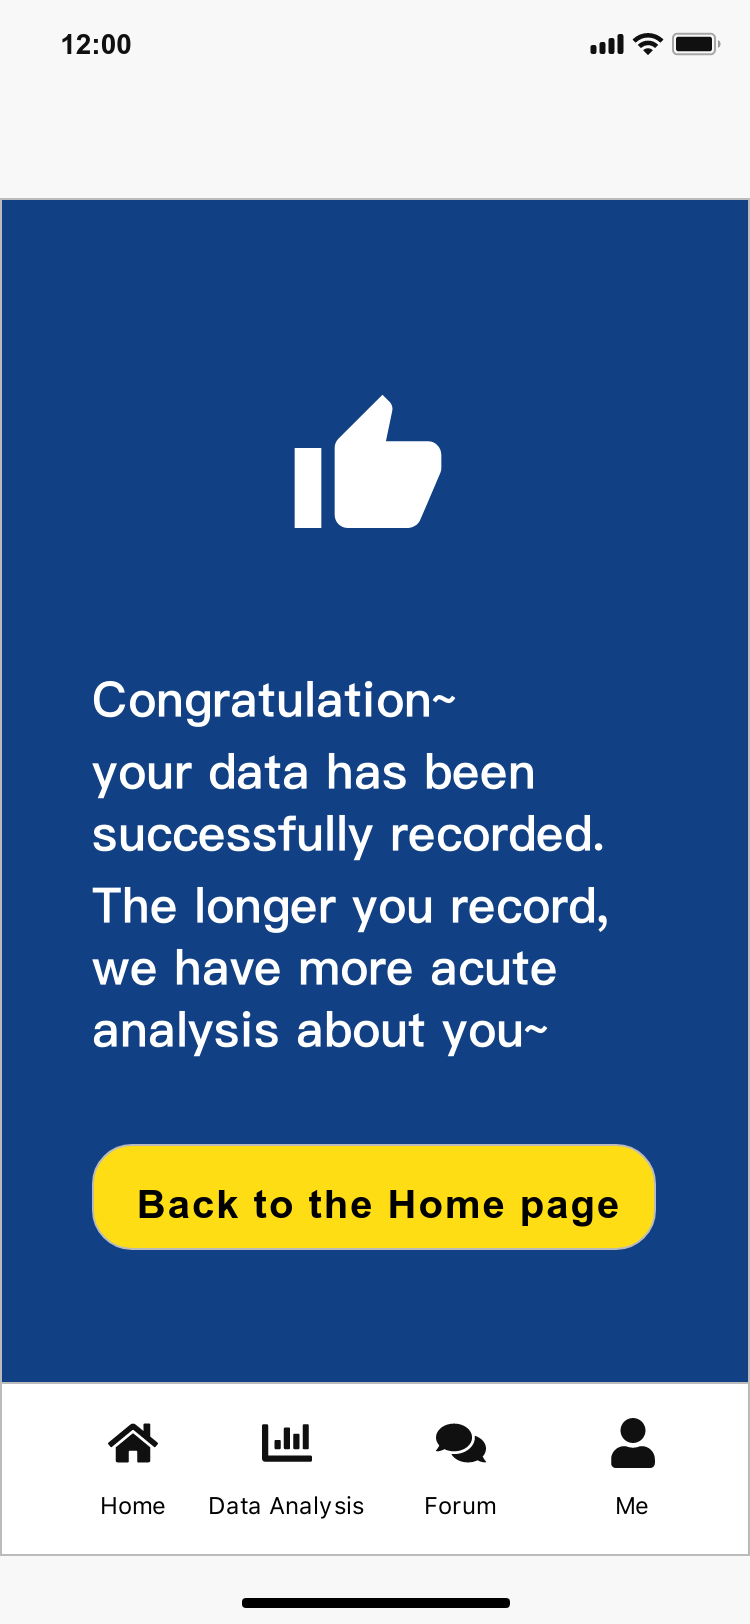 12:00
Congratulation~
your data has been
successfully recorded.
The longer you record,
we have more acute
analysis about you~
Back to the Home page
Home
Data Analysis
Forum
Me